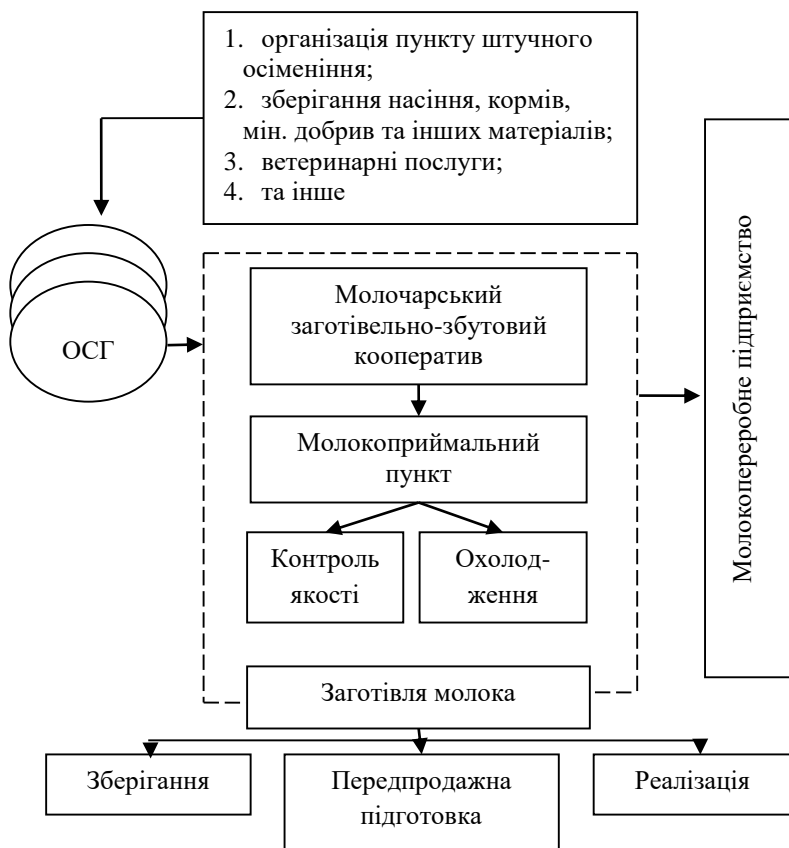 1. організація пункту штучного
осіменіння;
2. зберігання насіння, кормів,
мін. добрив та інших матеріалів;
3. ветеринарні послуги;
4. та інше
ОСГ
Молочарський
заготівельно-збутовий
кооператив
Молокоприймальний
пункт
Контроль
якості
Охолод-
ження
Заготівля молока
Молокопереробне підприємство
Зберігання
Передпродажна
підготовка
Реалізація